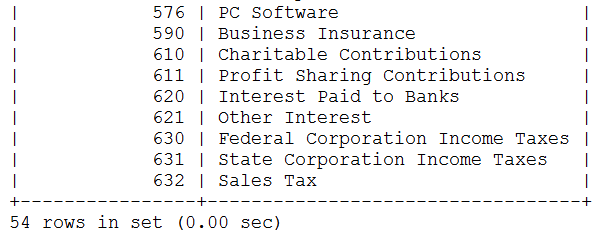 |              576 | PC Software                      |
|              590 | Business Insurance               |
|              610 | Charitable Contributions         |
|              611 | Profit Sharing Contributions     |
|              620 | Interest Paid to Banks           |
|              621 | Other Interest                   |
|              630 | Federal Corporation Income Taxes |
|              631 | State Corporation Income Taxes   |
|              632 | Sales Tax                        |
+----------------+----------------------------------+
54 rows in set (0.00 sec)